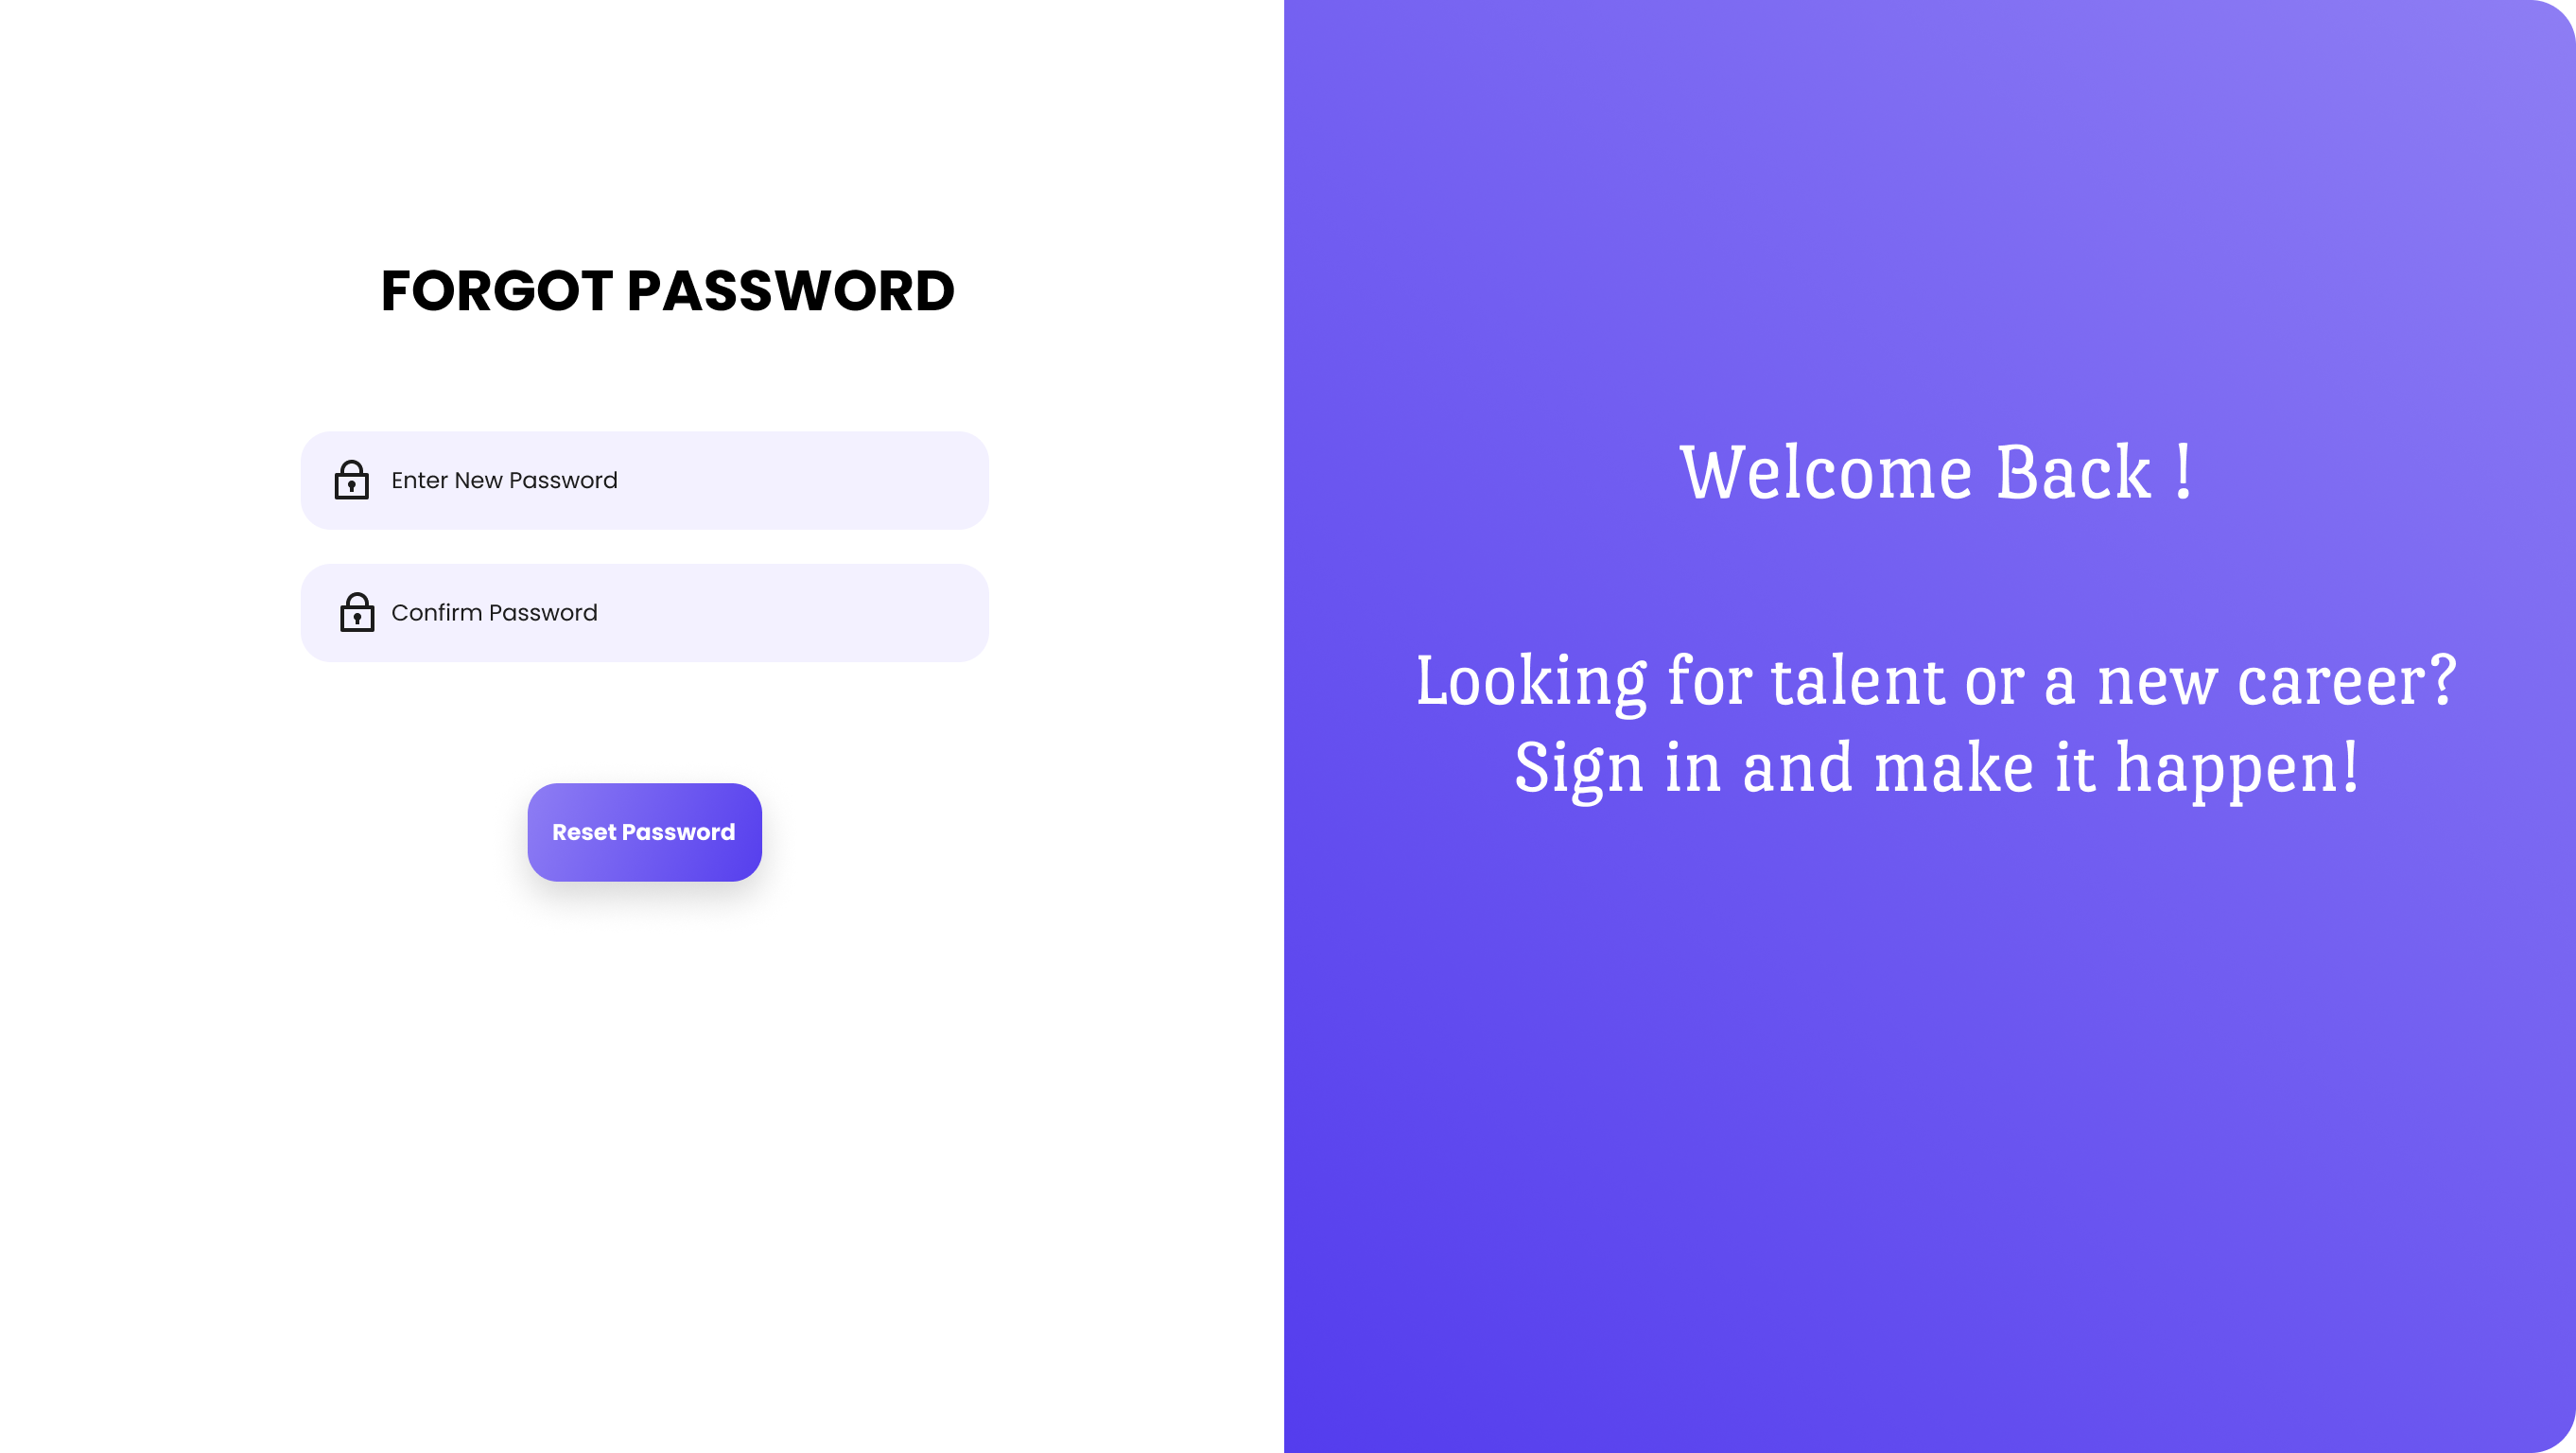 FORGOT PASSWORD
Enter New Password
Confirm Password
Reset Password
Welcome Back !
Looking for talent or a new career?
Sign in and make it happen!